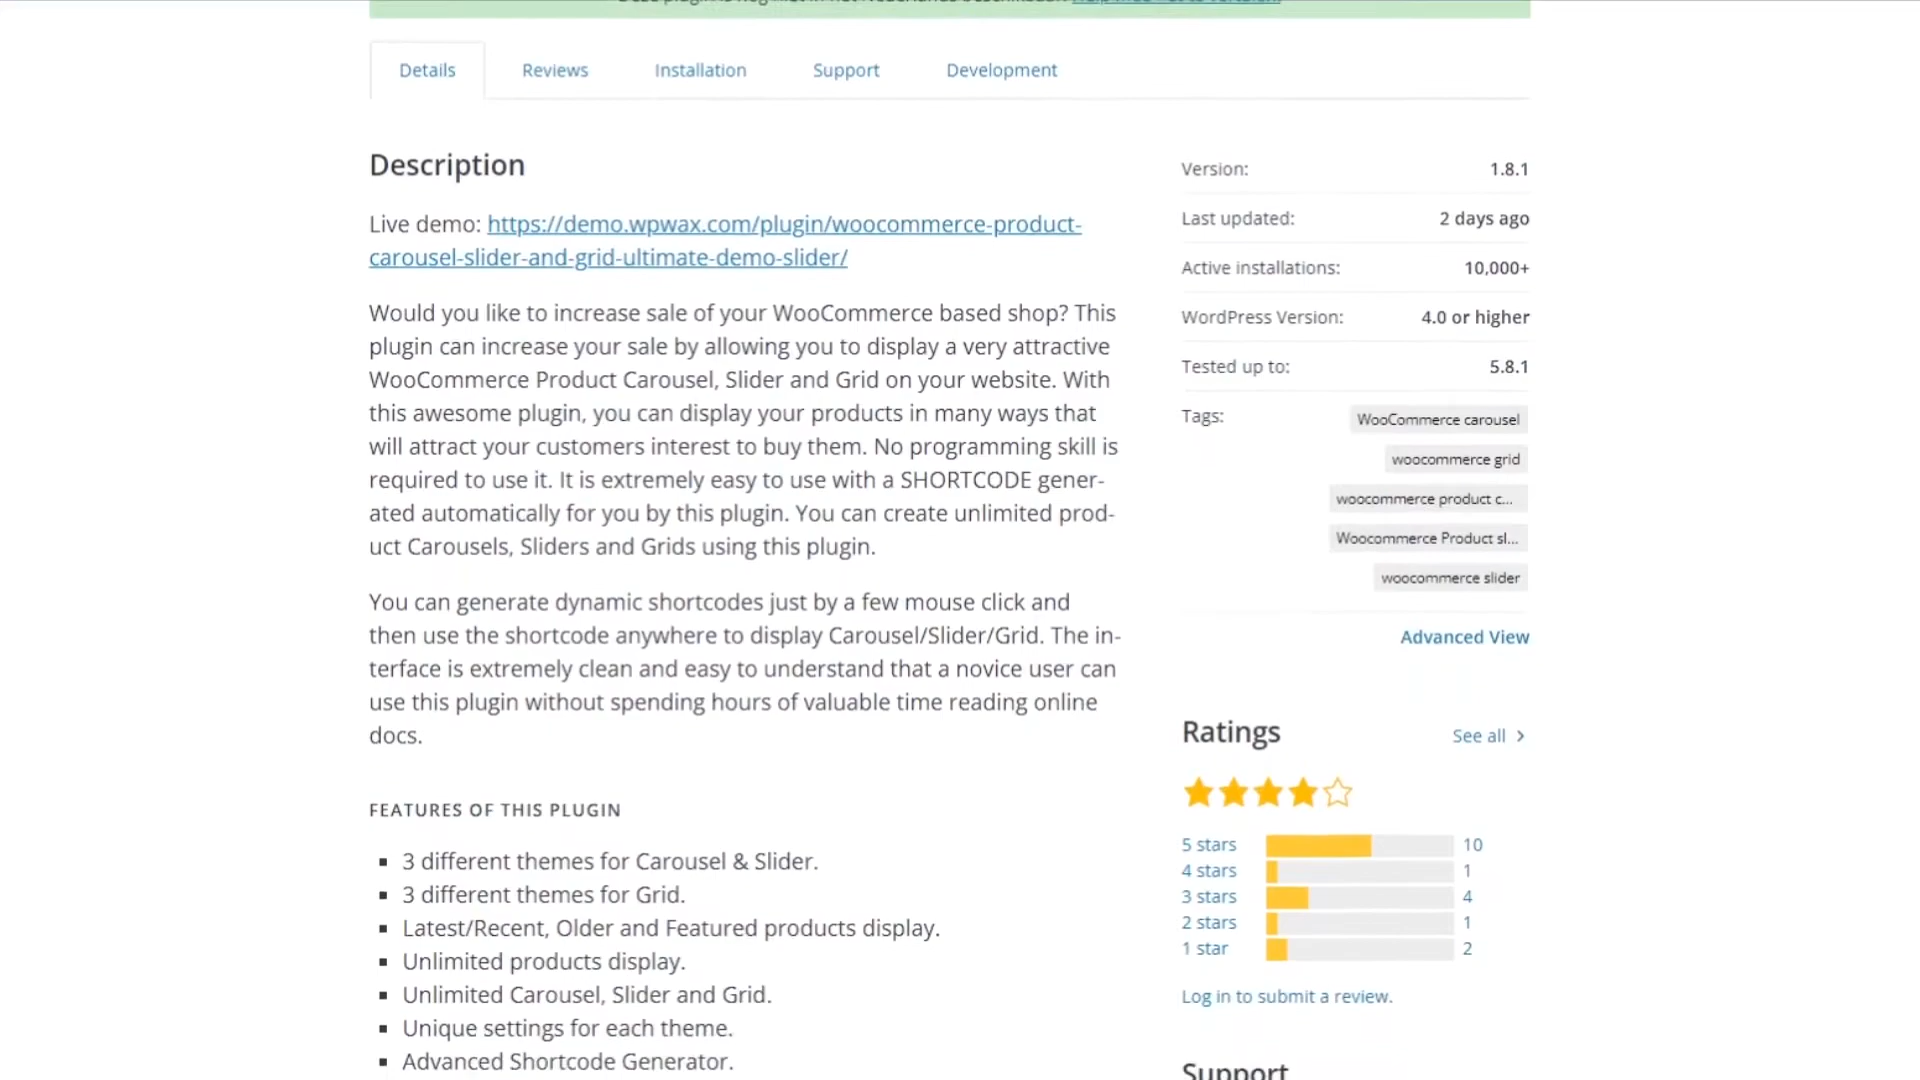 Details
Reviews
Installation
Support
Development
Description
Live demo: https://demo.wpwax.com/plugin/woocommerce-product-
carousel-slider-and-grid-ultimate-demo-slider/
Would you like to increase sale of your WooCommerce based shop? This
plugin can increase your sale by allowing you to display a very attractive
WooCommerce Product Carousel, Slider and Grid on your website. With
this awesome plugin, you can display your products in many ways that
will attract your customers interest to buy them. No programming skill is
required to use it. It is extremely easy to use with a SHORTCODE gener-
ated automatically for you by this plugin. You can create unlimited prod-
uct Carousels, Sliders and Grids using this plugin.
You can generate dynamic shortcodes just by a few mouse click and
then use the shortcode anywhere to display Carousel/Slider/Grid. The in-
terface is extremely clean and easy to understand that a novice user can
use this plugin without spending hours of valuable time reading online
docs.
FEATURES OF THIS PLUGIN
3 different themes for Carousel & Slider.
3 different themes for Grid.
Latest/Recent, Older and Featured products display.
Unlimited products display.
Unlimited Carousel, Slider and Grid.
Unique settings for each theme.
Advanced Shortcode Generator.
Version: 1.8.1
Last updated: 2 days ago
Active installations: 10,000+
WordPress Version: 4.0 or higher
Tested up to: 5.8.1
Tags: WooCommerce carousel
woocommerce grid
woocommerce product c...
Woocommerce Product sl...
woocommerce slider
Advanced View
Ratings
See all
5 stars 10
4 stars 1
3 stars 4
2 stars 1
1 star 2
Log in to submit a review.
Support